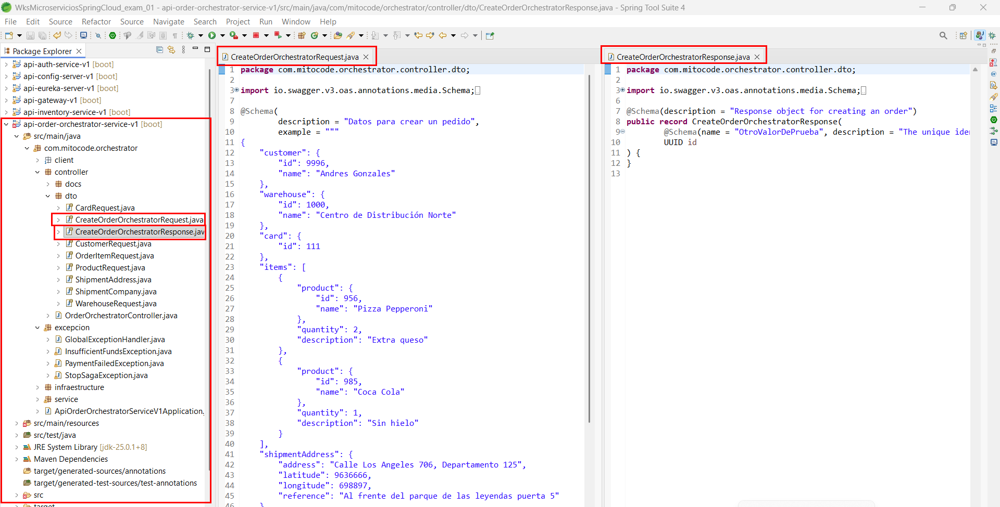 WksMicroserviciosSpringCloud_exam_01 - api-order-orchestrator-service-v1/src/main/java/com/mitocode/orchestrator/controller/dto/CreateOrderOrchestratorResponse.java - Spring Tool Suite 4
File Edit Source Refactor Source Navigate Search Project Run Window Help
Package Explorer
api-auth-service-v1 [boot]
api-config-server-v1 [boot]
api-eureka-server-v1 [boot]
api-gateway-v1 [boot]
api-inventory-service-v1 [boot]
api-order-orchestrator-service-v1 [boot]
src/main/java
com.mitocode.orchestrator
client
controller
docs
dto
CardRequest.java
CreateOrderOrchestratorRequest.java
CreateOrderOrchestratorResponse.jav
CustomerRequest.java
OrderItemRequest.java
ProductRequest.java
ShipmentAddress.java
ShipmentCompany.java
WarehouseRequest.java
OrderOrchestratorController.java
excepcion
GlobalExceptionHandler.java
InsufficientFundsException.java
PaymentFailedException.java
StopSagaException.java
infraestructure
service
ApiOrderOrchestratorServiceV1Application.
src/main/resources
src/test/java
JRE System Library [jdk-25.0.1+8]
Maven Dependencies
target/generated-sources/annotations
target/generated-test-sources/test-annotations
src
target
CreateOrderOrchestratorRequest.java
1 package com.mitocode.orchestrator.controller.dto;
2
3 import io.swagger.v3.oas.annotations.media.Schema;
7
8 @Schema(
9 description = "Datos para crear un pedido",
10 example = """
11 {
12 "customer": {
13 "id": 9996,
14 "name": "Andres Gonzales"
15 },
16 "warehouse": {
17 "id": 1000,
18 "name": "Centro de Distribución Norte"
19 },
20 "card": {
21 "id": 111
22 },
23 "items": [
24 {
25 "product": {
26 "id": 956,
27 "name": "Pizza Pepperoni"
28 },
29 "quantity": 2,
30 "description": "Extra queso"
31 },
32 {
33 "product": {
34 "id": 985,
35 "name": "Coca Cola"
36 },
37 "quantity": 1,
38 "description": "Sin hielo"
39 }
40 ],
41 "shipmentAddress": {
42 "address": "Calle Los Angeles 706, Departamento 125",
43 "latitude": 9636666,
44 "longitude": 698897,
45 "reference": "Al frente del parque de las leyendas puerta 5"
46 }
CreateOrderOrchestratorResponse.java
1 package com.mitocode.orchestrator.controller.dto;
2
3 import io.swagger.v3.oas.annotations.media.Schema;
6
7 @Schema(description = "Response object for creating an order")
8 public record CreateOrderOrchestratorResponse(
9 @Schema(name = "OtroValorDePrueba", description = "The unique ide
10 UUID id
11 ) {
12 }
13